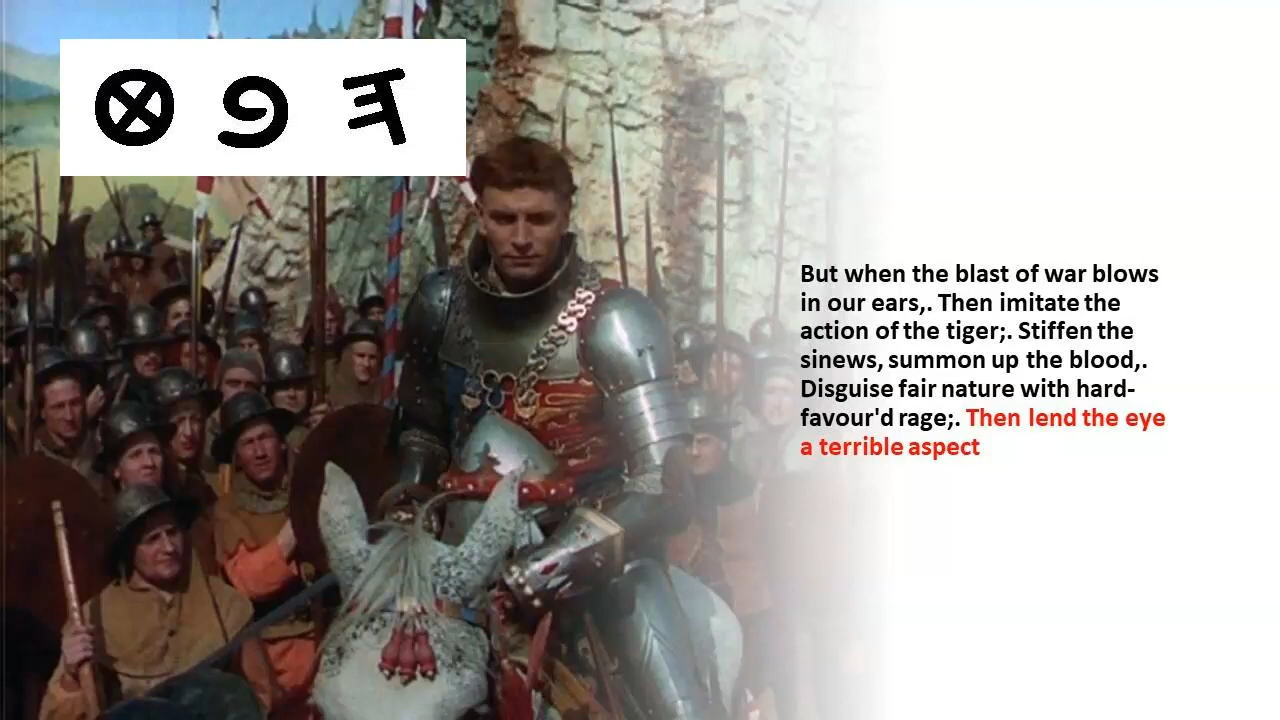 But when the blast of war blows
in our ears,. Then imitate the
action of the tiger;. Stiffen the
sinews, summon up the blood,.
Disguise fair nature with hard-
favour'd rage;. Then lend the eye
a terrible aspect